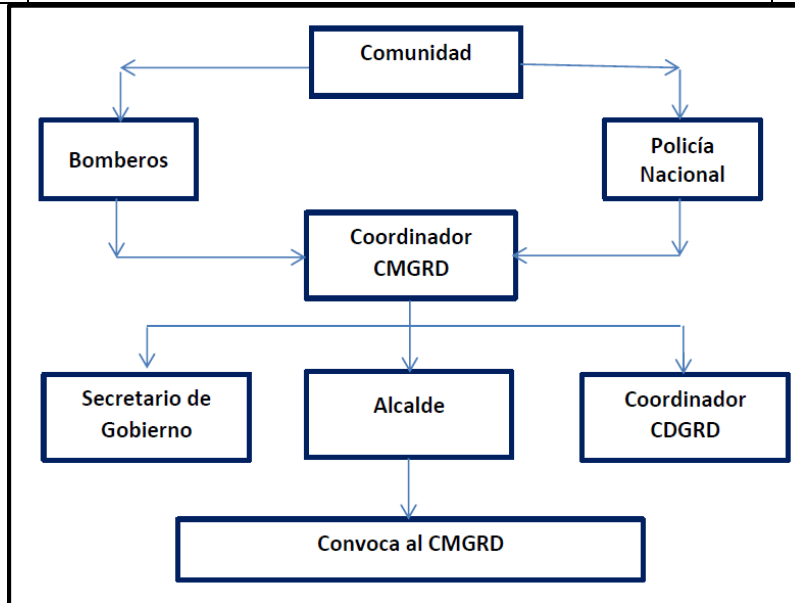 Comunidad
Bomberos
Policía
Nacional
Coordinador
CMGRD
Secretario de
Gobierno
Alcalde
Coordinador
CDGRD
Convoca al CMGRD